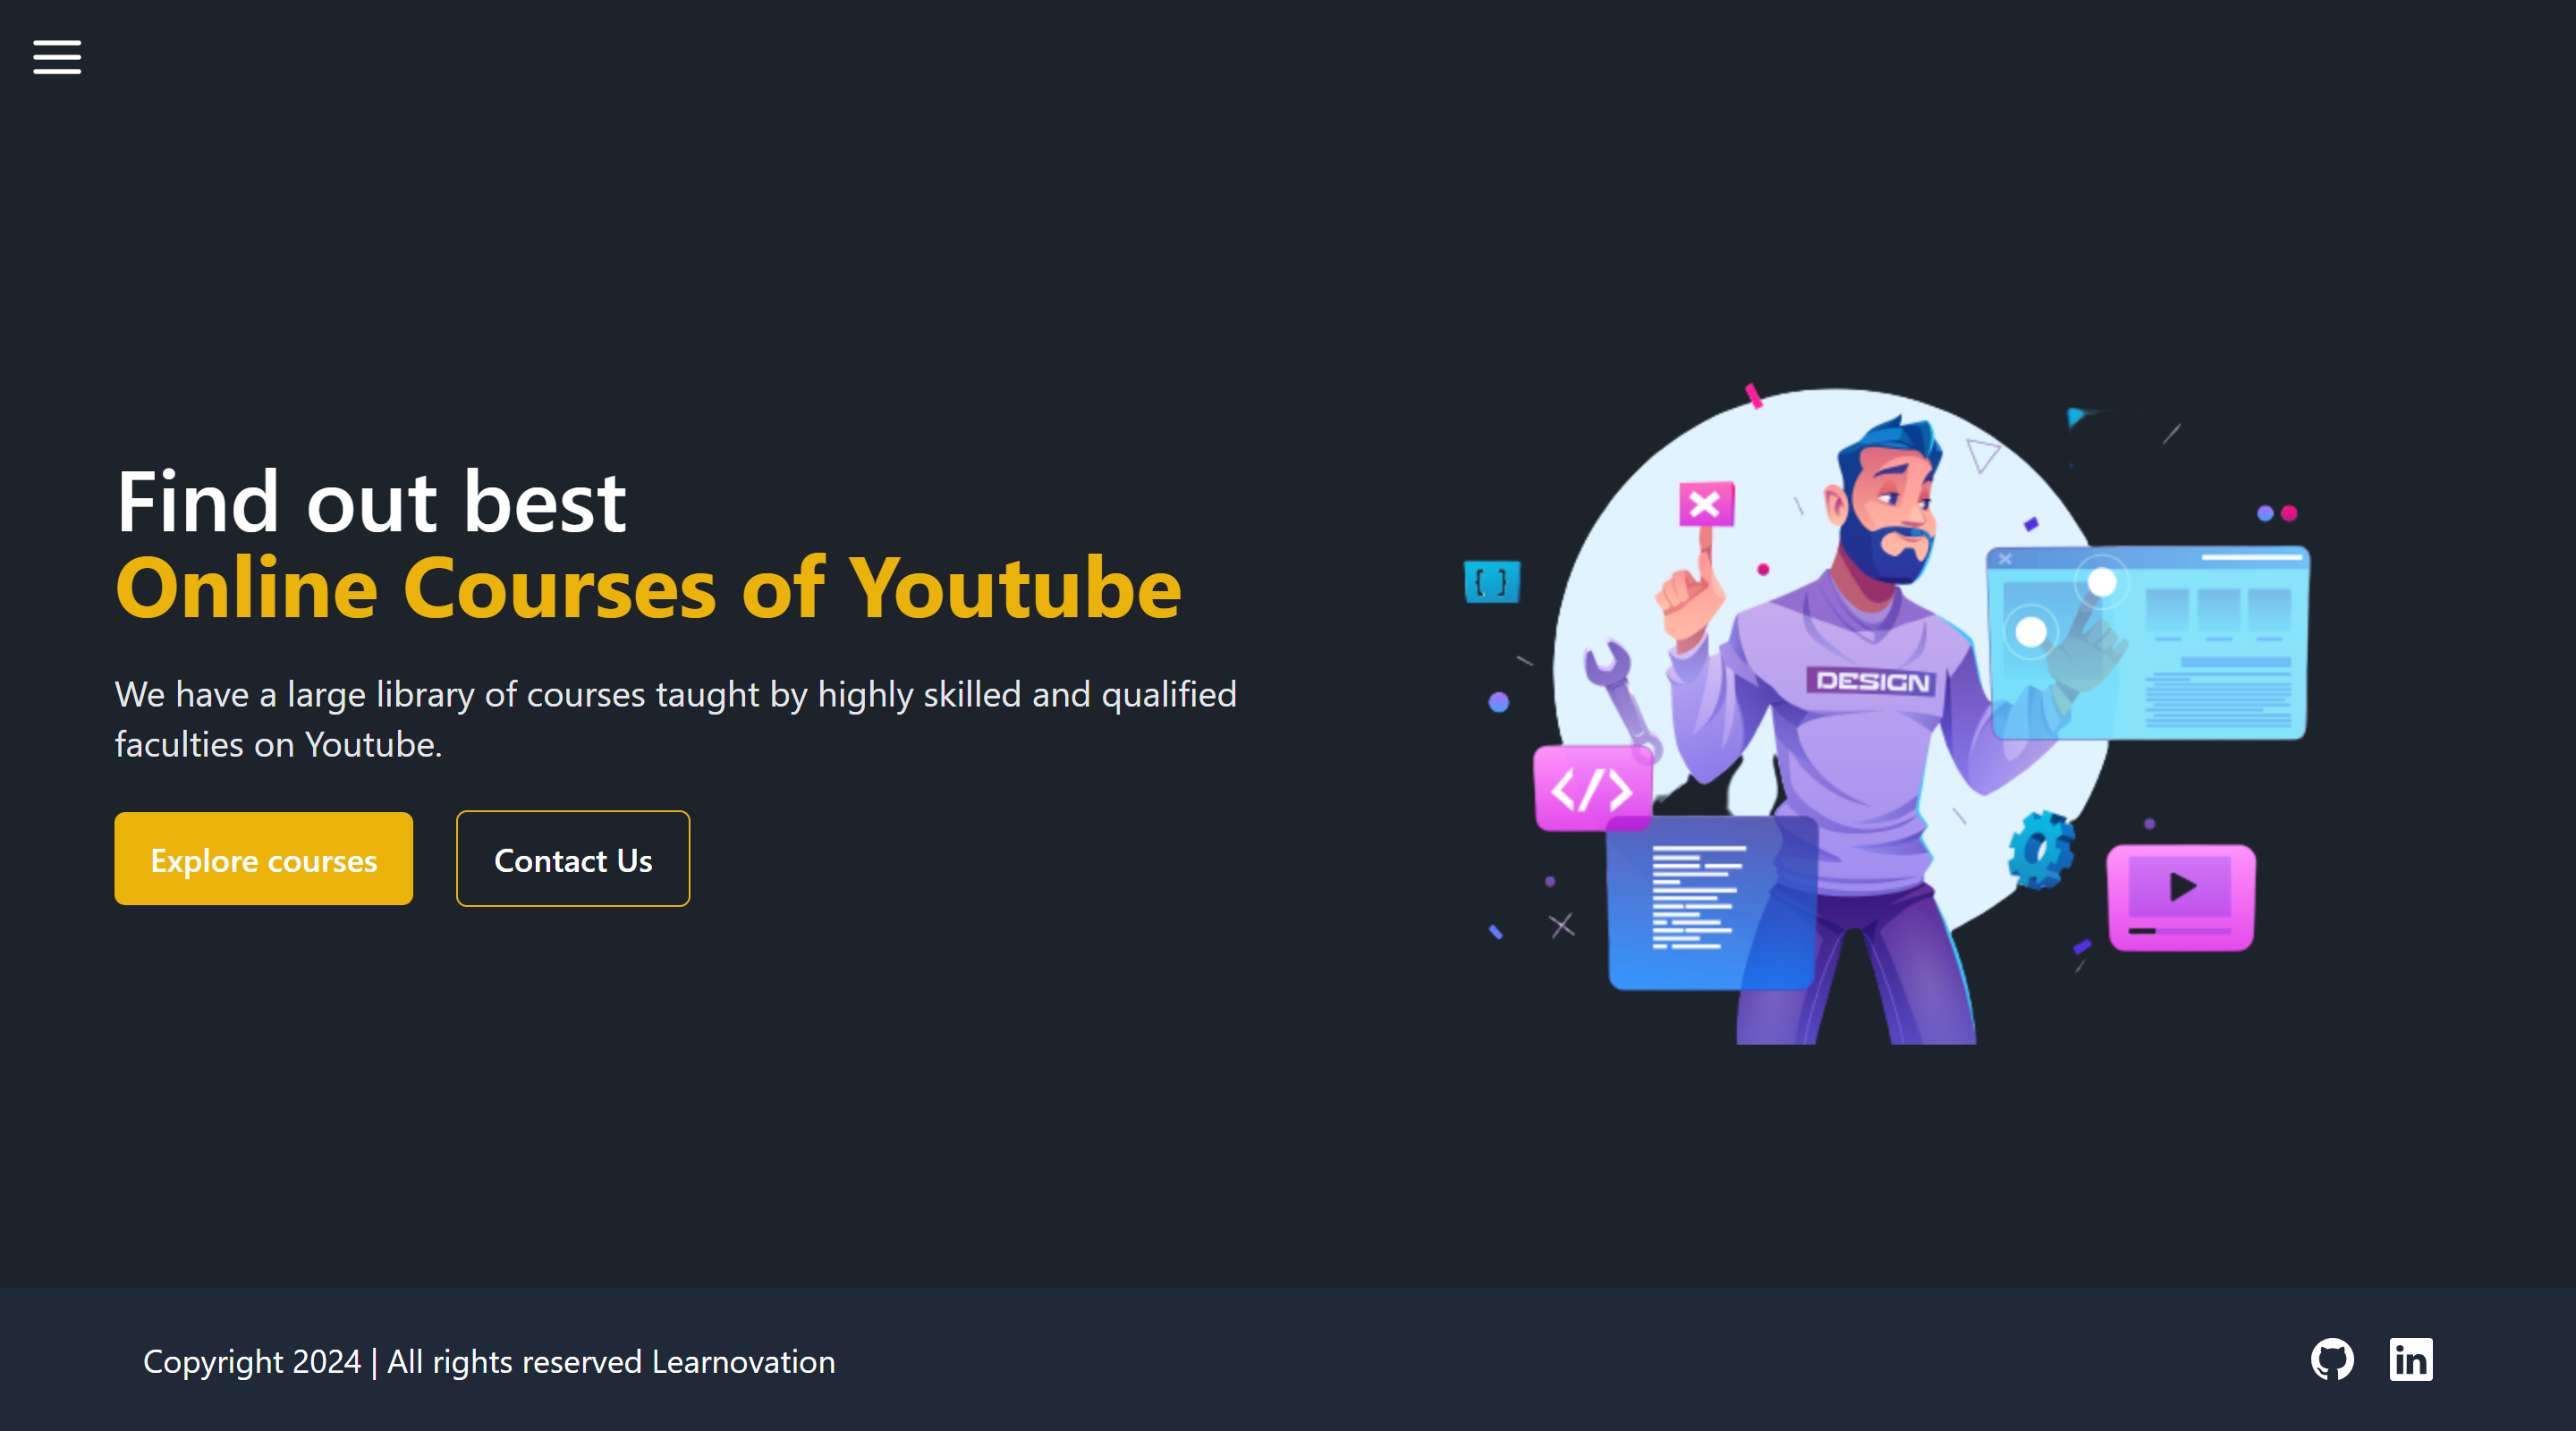 Find out best
Online Courses of Youtube
We have a large library of courses taught by highly skilled and qualified
faculties on Youtube.
Explore courses
Contact Us
{ }
DESIGN
</>
Copyright 2024 | All rights reserved Learnovation
in